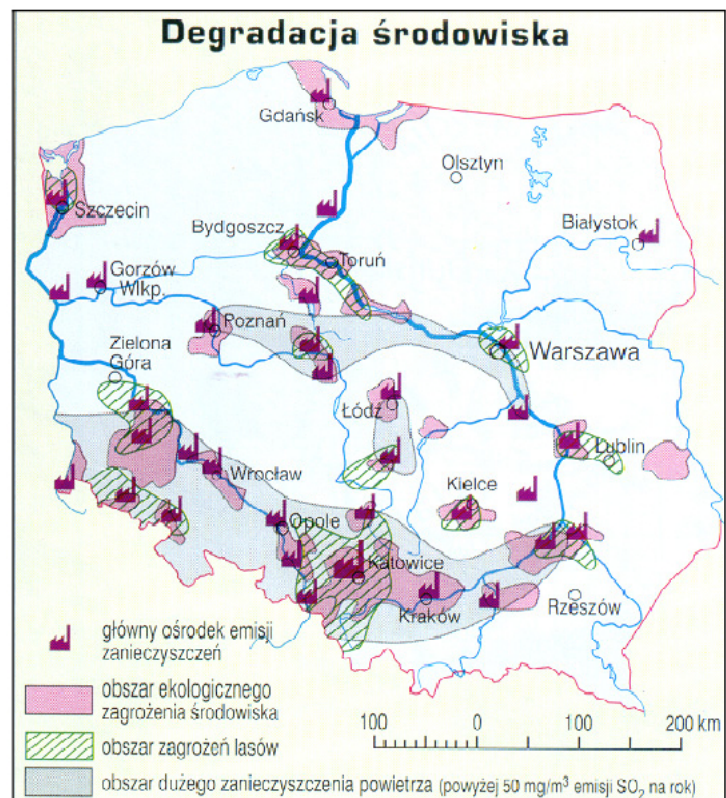 Degradacja środowiska
Gdańsk
Olsztyn
Szczecin
Białystok
Bydgoszcz
Toruń
Gorzów
Wlkp.
Poznań
Zielona
Góra
Warszawa
Łódź
Lublin
Wrocław
Kielce
Opole
Katowice
Kraków
Rzeszów
główny ośrodek emisji
zanieczyszczeń
obszar ekologicznego
zagrożenia środowiska
obszar zagrożeń lasów
100 0 100 200 km
obszar dużego zanieczyszczenia powietrza (powyżej 50 mg/m³ emisji SO₂ na rok)